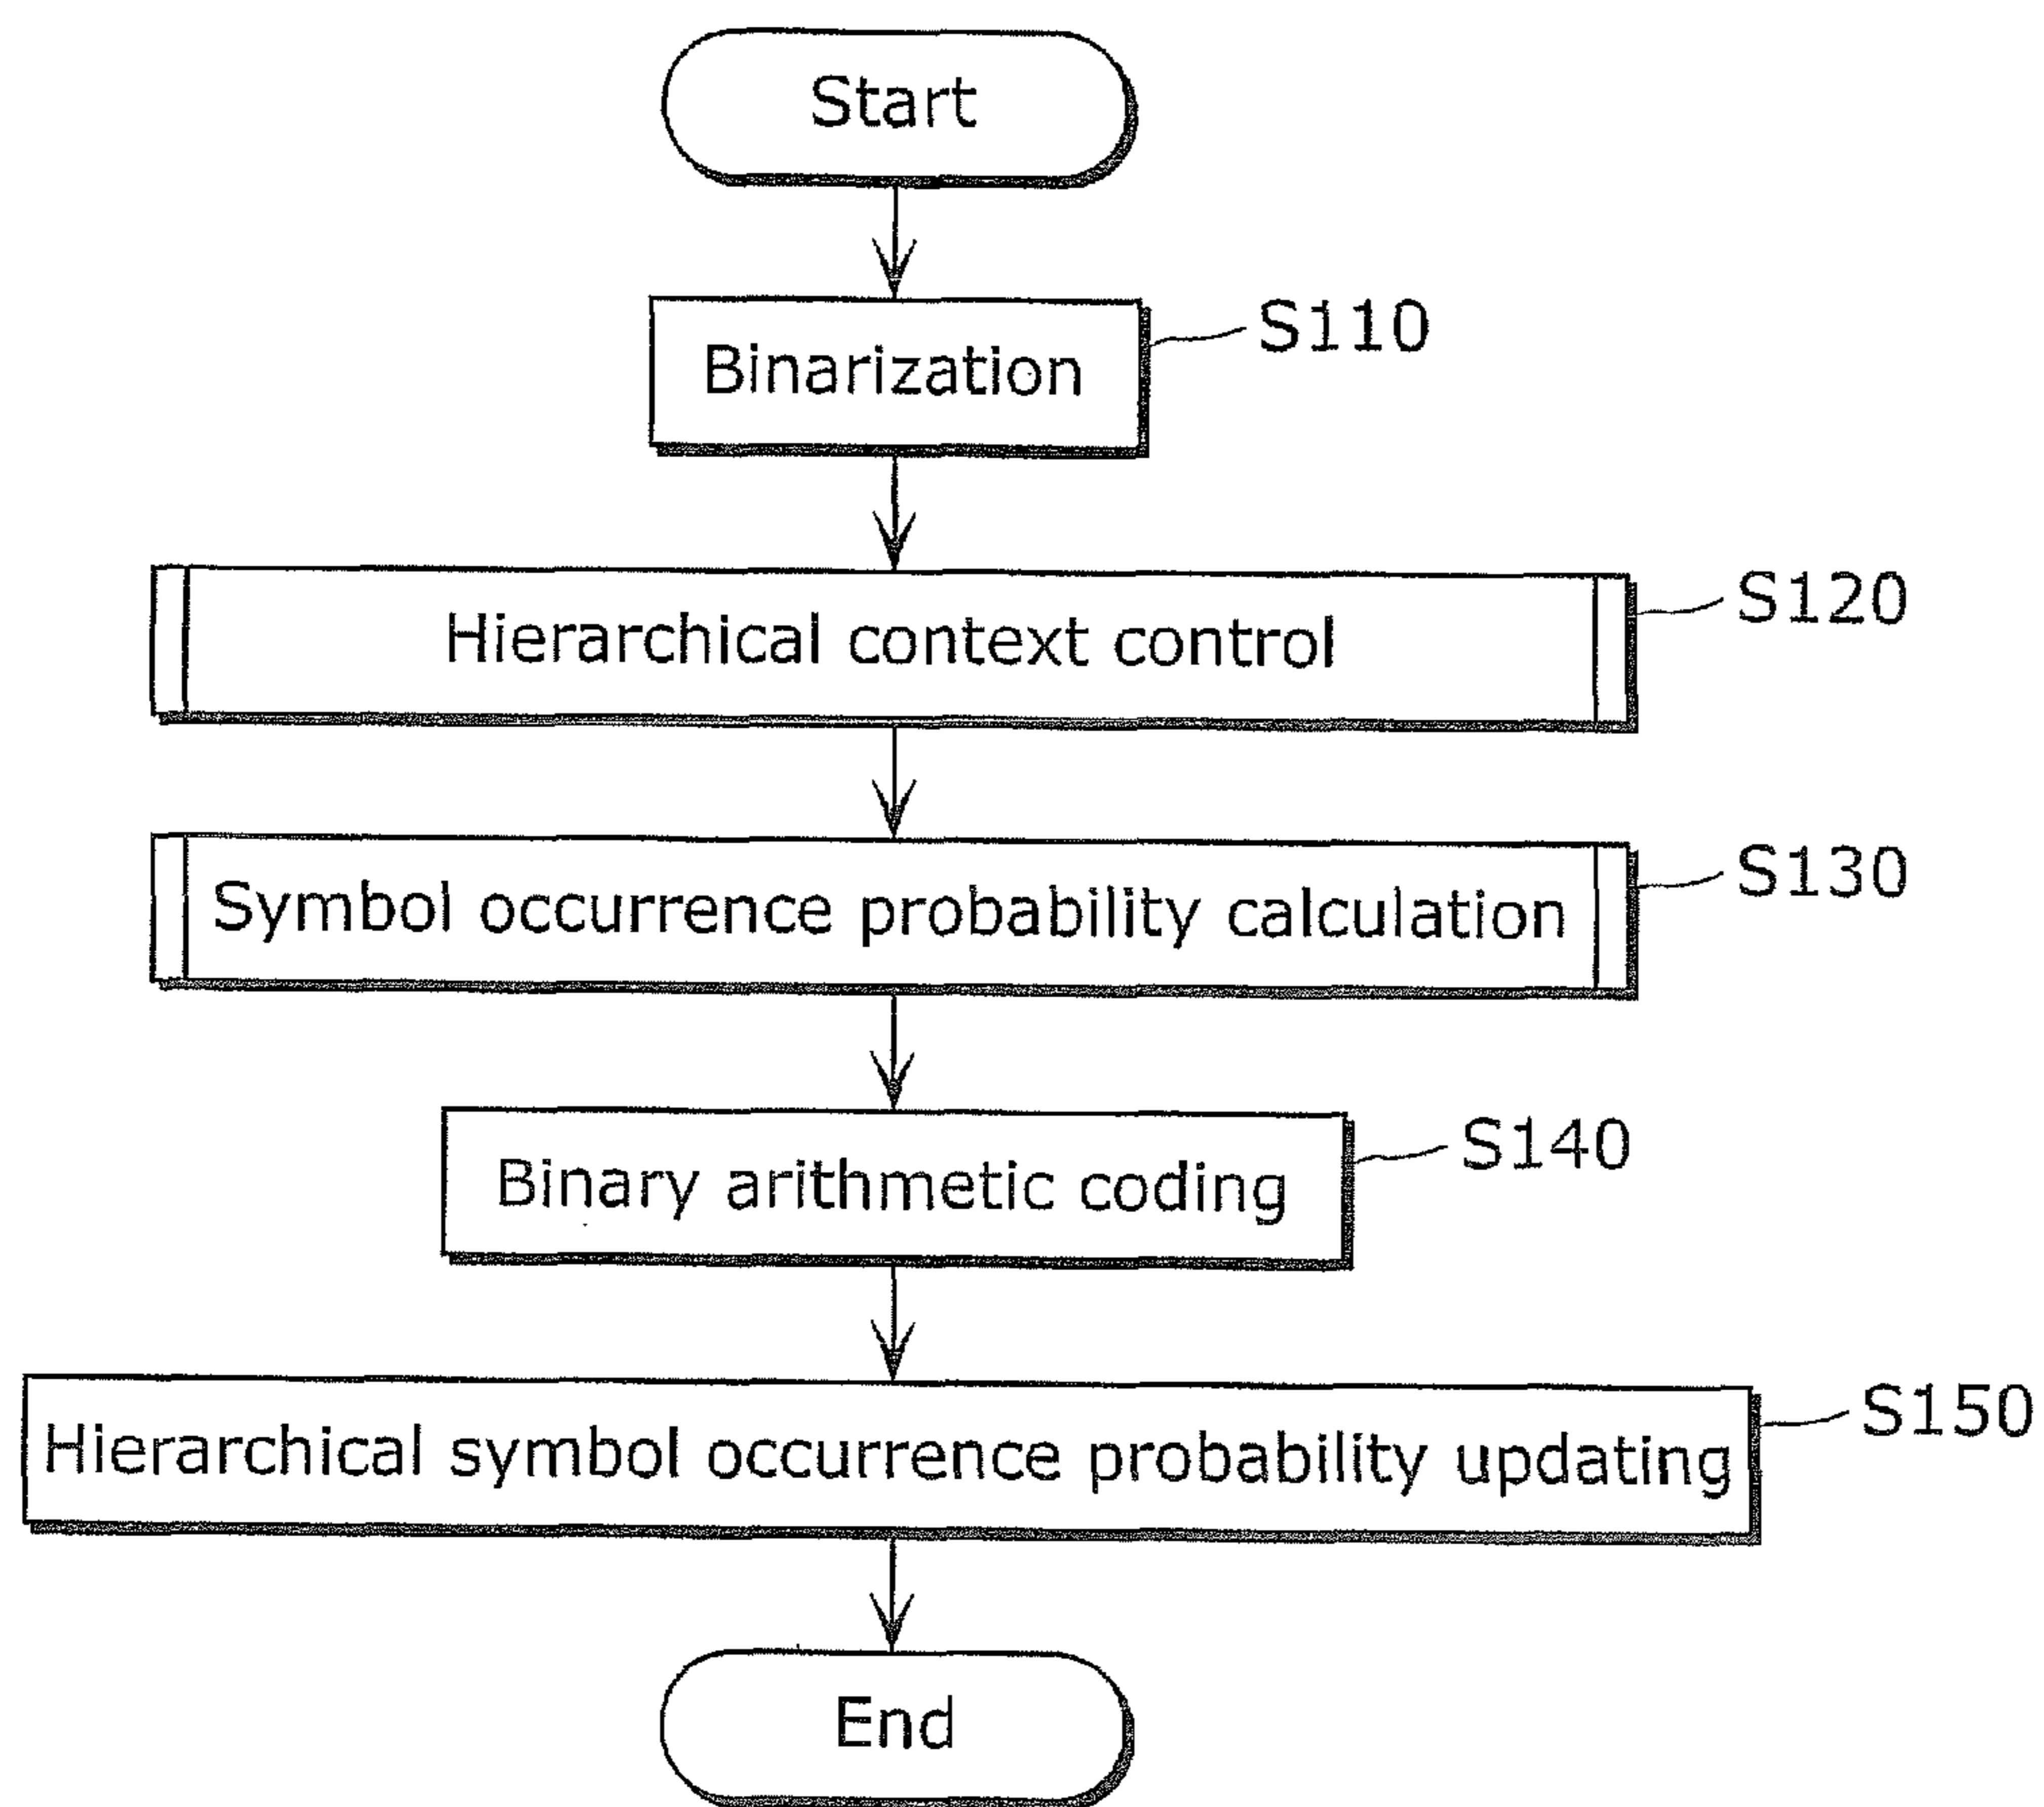 Start
Binarization
S110
Hierarchical context control
S120
Symbol occurrence probability calculation
S130
Binary arithmetic coding
S140
Hierarchical symbol occurrence probability updating
S150
End